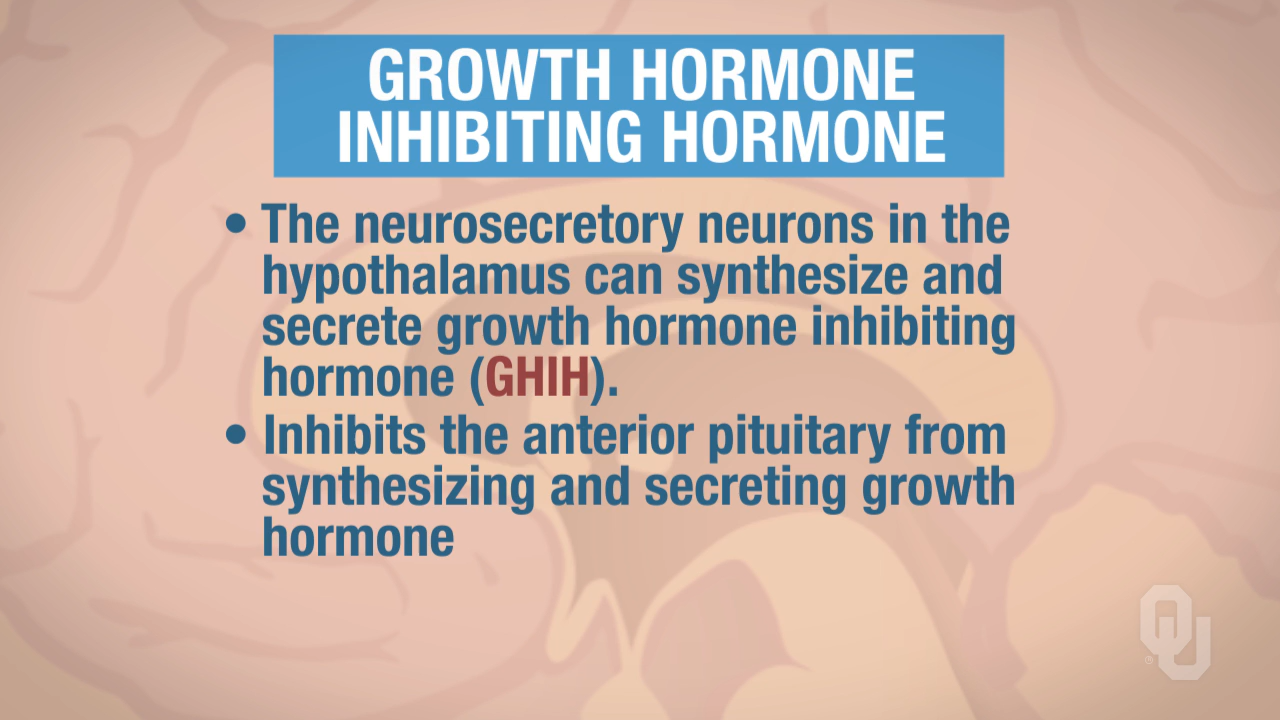 GROWTH HORMONE
INHIBITING HORMONE
• The neurosecretory neurons in the
hypothalamus can synthesize and
secrete growth hormone inhibiting
hormone (GHIH).
• Inhibits the anterior pituitary from
synthesizing and secreting growth
hormone
OU
®